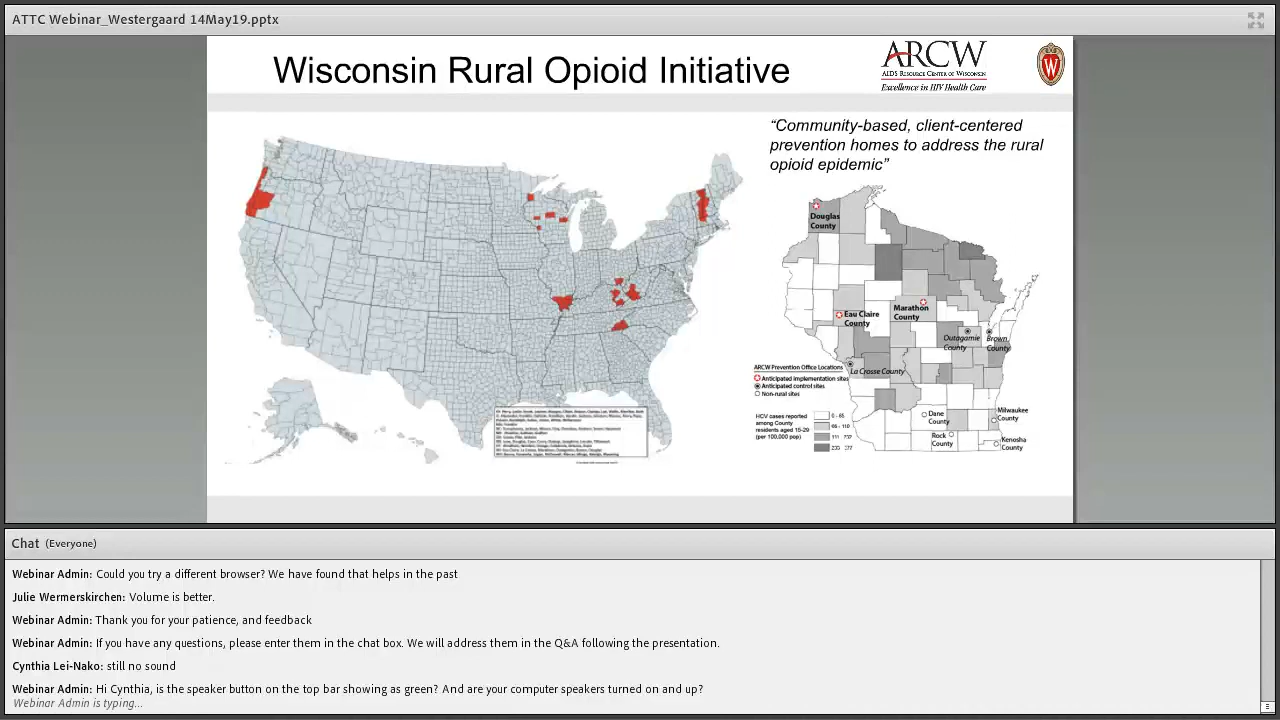 ATTC Webinar_Westergaard 14May19.pptx
Wisconsin Rural Opioid Initiative
ARCW
AIDS RESOURCE CENTER OF WISCONSIN
Excellence in HIV Health Care
W
“Community-based, client-centered
prevention homes to address the rural
opioid epidemic”
Douglas
County
Marathon
County
Eau Claire
County
Outagamie
County
Brown
County
La Crosse County
ARCW Prevention Office Locations
Anticipated implementation sites
Anticipated control sites
Non-rural sites
HCV cases reported
among County
residents aged 15-29
(per 100,000 pop)
0 - 65
66 - 110
Dane
County
Milwaukee
County
Rock
County
Kenosha
County
Chat (Everyone)
Webinar Admin: Could you try a different browser? We have found that helps in the past
Julie Wermerskirchen: Volume is better.
Webinar Admin: Thank you for your patience, and feedback
Webinar Admin: If you have any questions, please enter them in the chat box. We will address them in the Q&A following the presentation.
Cynthia Lei-Nako: still no sound
Webinar Admin: Hi Cynthia, is the speaker button on the top bar showing as green? And are your computer speakers turned on and up?
Webinar Admin is typing...